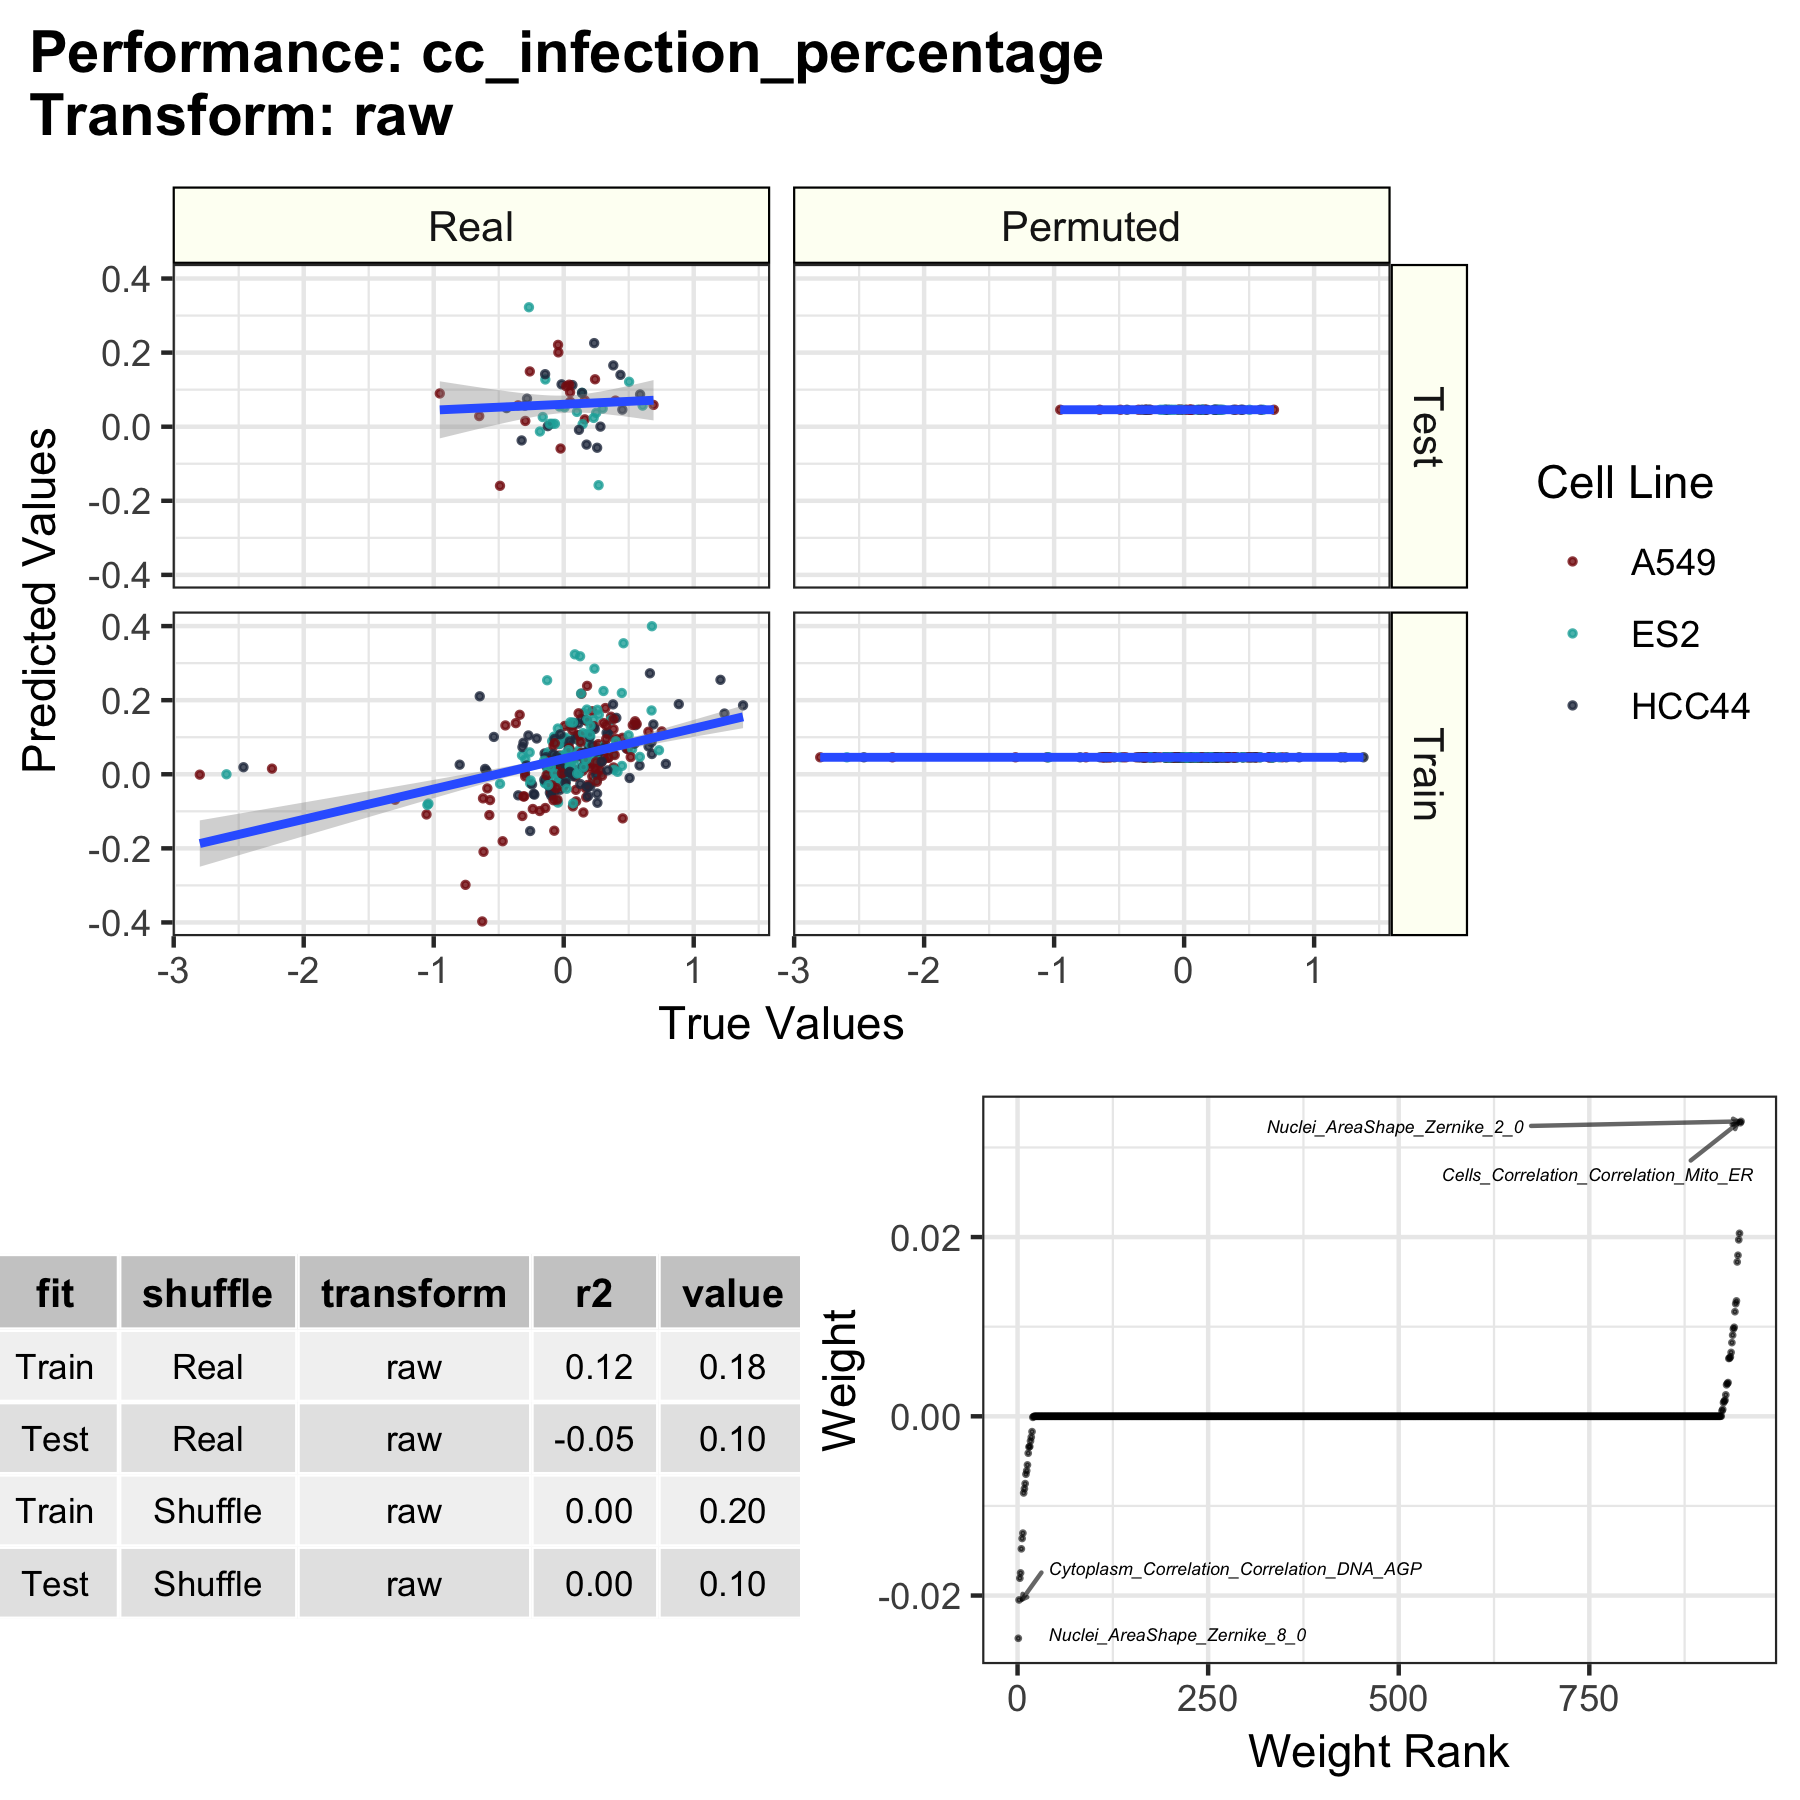 Performance: cc_infection_percentage
Transform: raw
Real
Permuted
0.4
0.2
0.0
-0.2
-0.4
Test
0.4
0.2
0.0
-0.2
-0.4
Train
Predicted Values
-3
-2
-1
0
1
-3
-2
-1
0
1
True Values
Cell Line
A549
ES2
HCC44
fit shuffle transform r2 value
Train Real raw 0.12 0.18
Test Real raw -0.05 0.10
Train Shuffle raw 0.00 0.20
Test Shuffle raw 0.00 0.10
Nuclei_AreaShape_Zernike_2_0
Cells_Correlation_Correlation_Mito_ER
Cytoplasm_Correlation_Correlation_DNA_AGP
Nuclei_AreaShape_Zernike_8_0
0.02
0.00
-0.02
Weight
0
250
500
750
Weight Rank